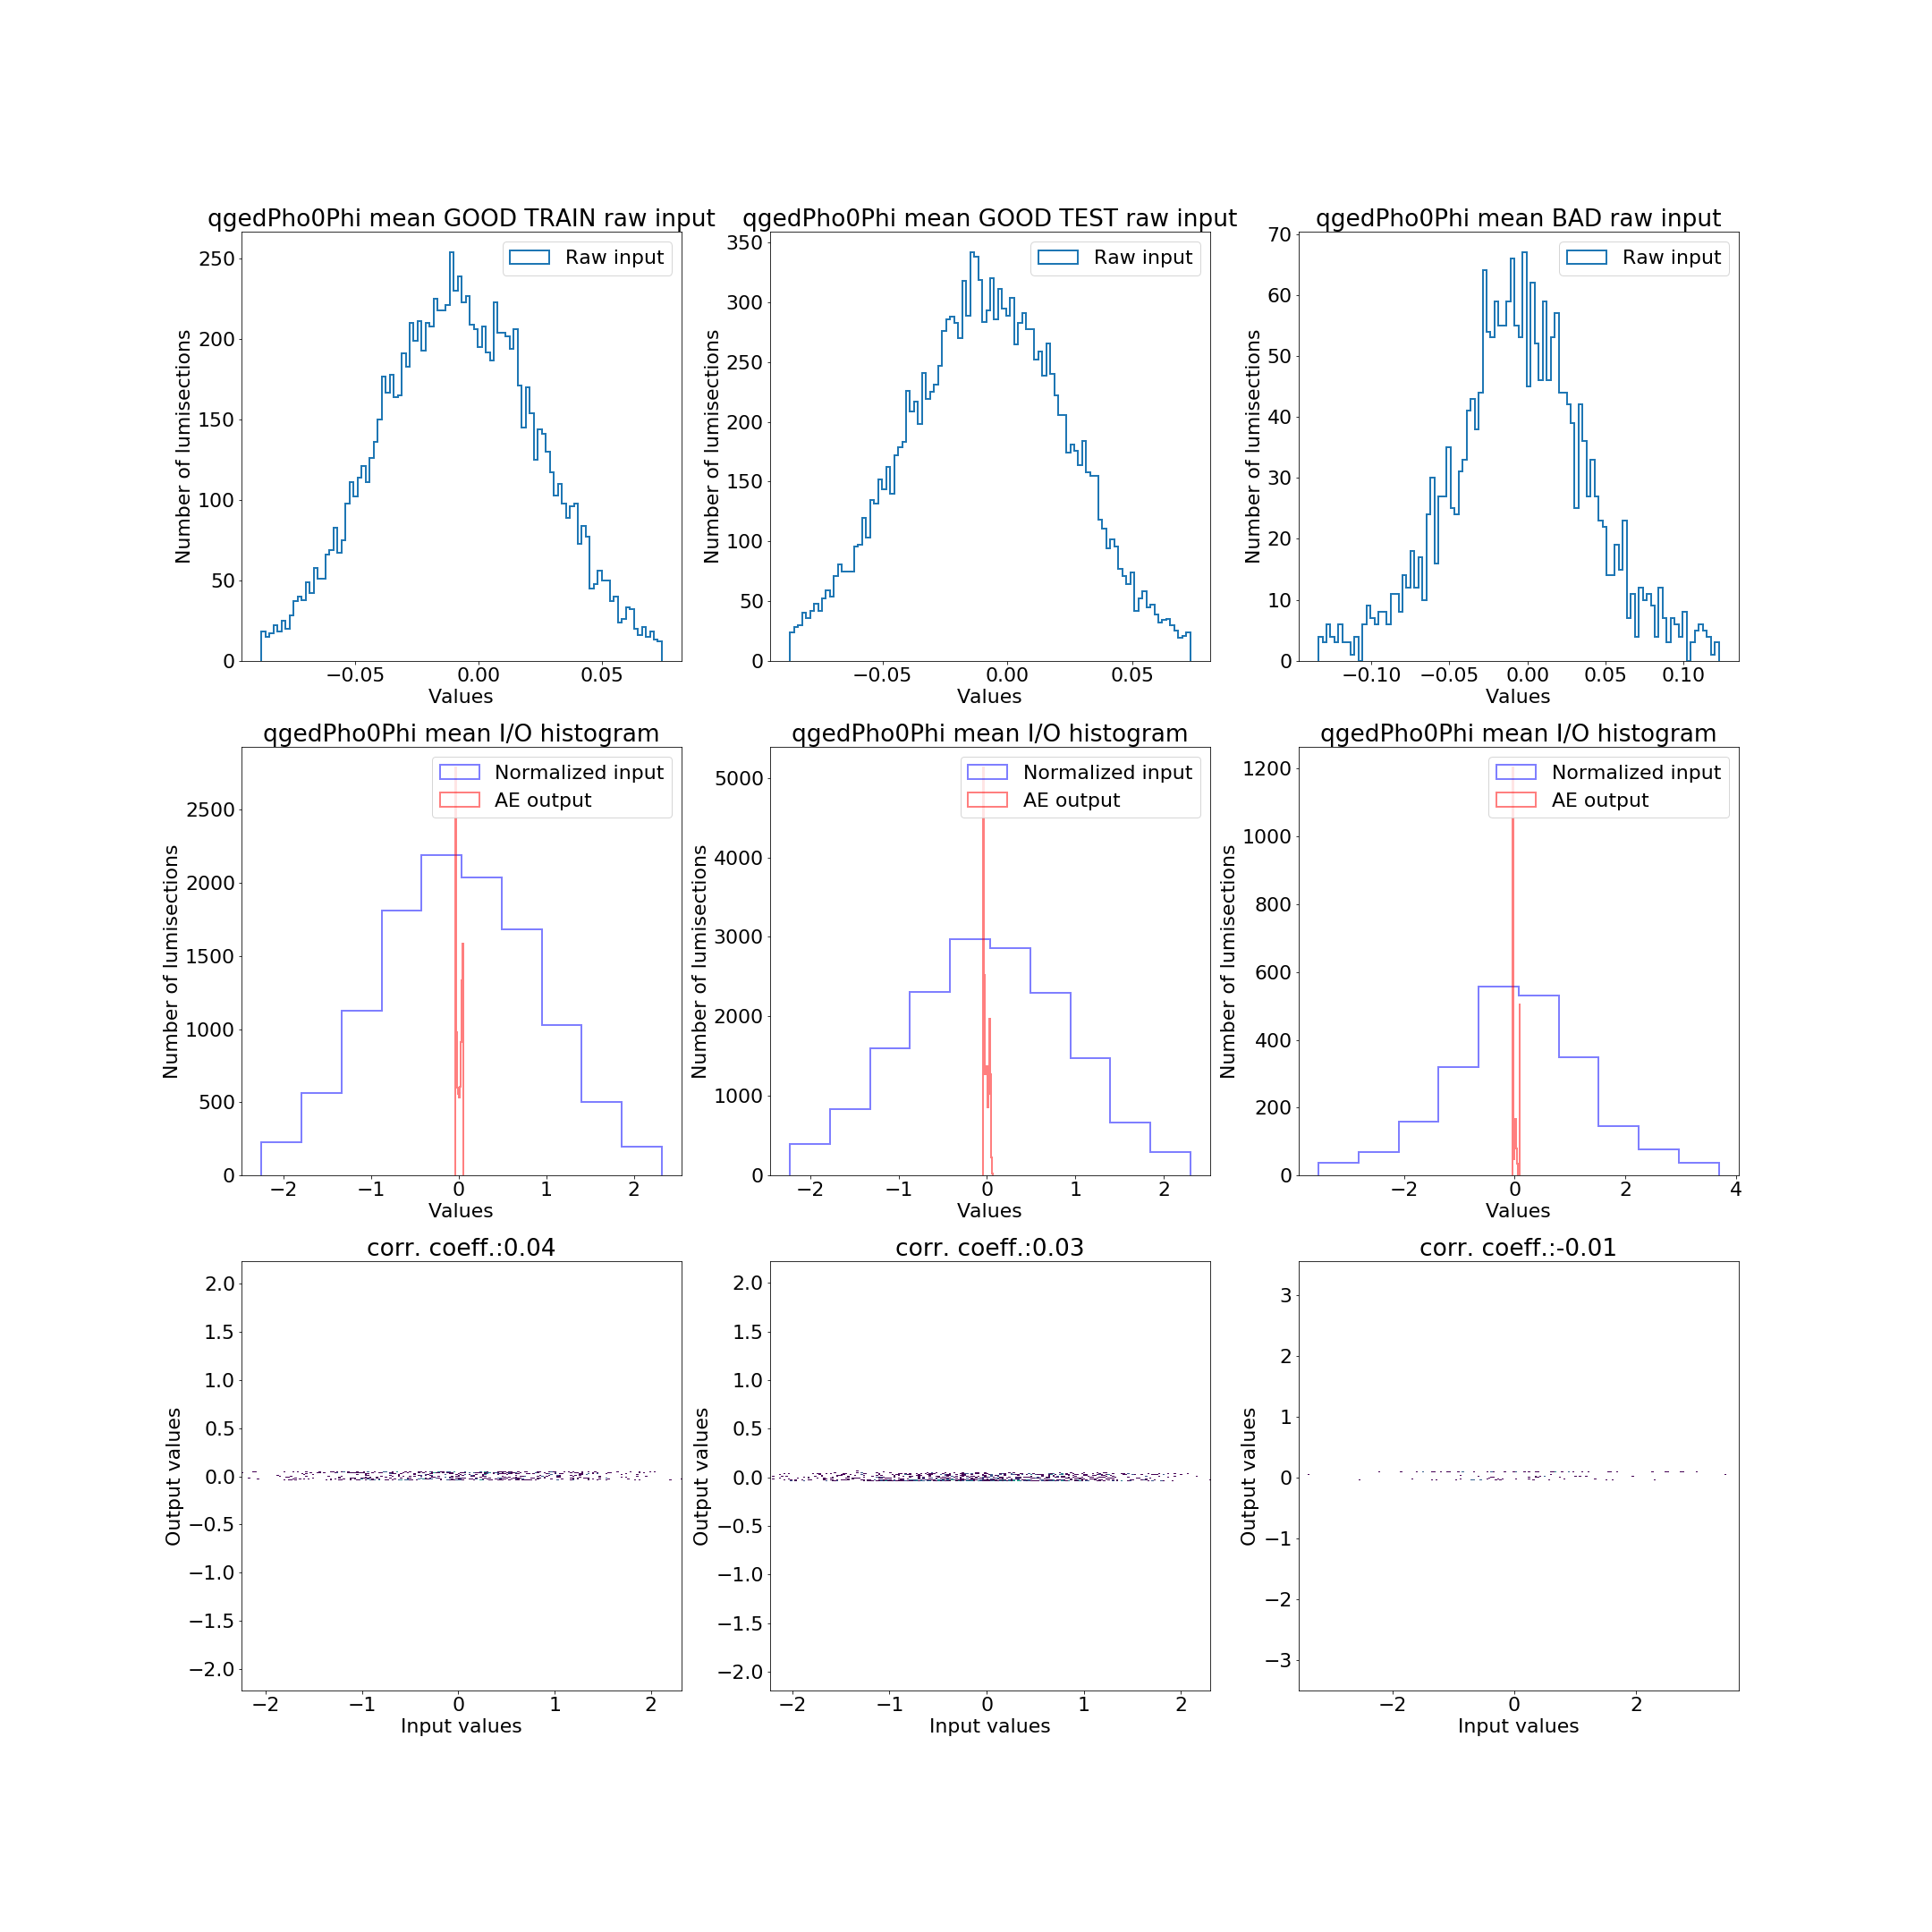 qgedPho0Phi mean GOOD TRAIN raw input
Raw input
Number of lumisections
0
50
100
150
200
250
−0.05
0.00
0.05
Values
qgedPho0Phi mean GOOD TEST raw input
Raw input
Number of lumisections
0
50
100
150
200
250
300
350
−0.05
0.00
0.05
Values
qgedPho0Phi mean BAD raw input
Raw input
Number of lumisections
0
10
20
30
40
50
60
70
−0.10
−0.05
0.00
0.05
0.10
Values
qgedPho0Phi mean I/O histogram
Normalized input
AE output
Number of lumisections
0
500
1000
1500
2000
2500
−2
−1
0
1
2
Values
qgedPho0Phi mean I/O histogram
Normalized input
AE output
Number of lumisections
0
1000
2000
3000
4000
5000
−2
−1
0
1
2
Values
qgedPho0Phi mean I/O histogram
Normalized input
AE output
Number of lumisections
0
200
400
600
800
1000
1200
−2
0
2
4
Values
corr. coeff.:0.04
Output values
2.0
1.5
1.0
0.5
0.0
−0.5
−1.0
−1.5
−2.0
−2
−1
0
1
2
Input values
corr. coeff.:0.03
Output values
2.0
1.5
1.0
0.5
0.0
−0.5
−1.0
−1.5
−2.0
−2
−1
0
1
2
Input values
corr. coeff.:-0.01
Output values
3
2
1
0
−1
−2
−3
−2
0
2
Input values